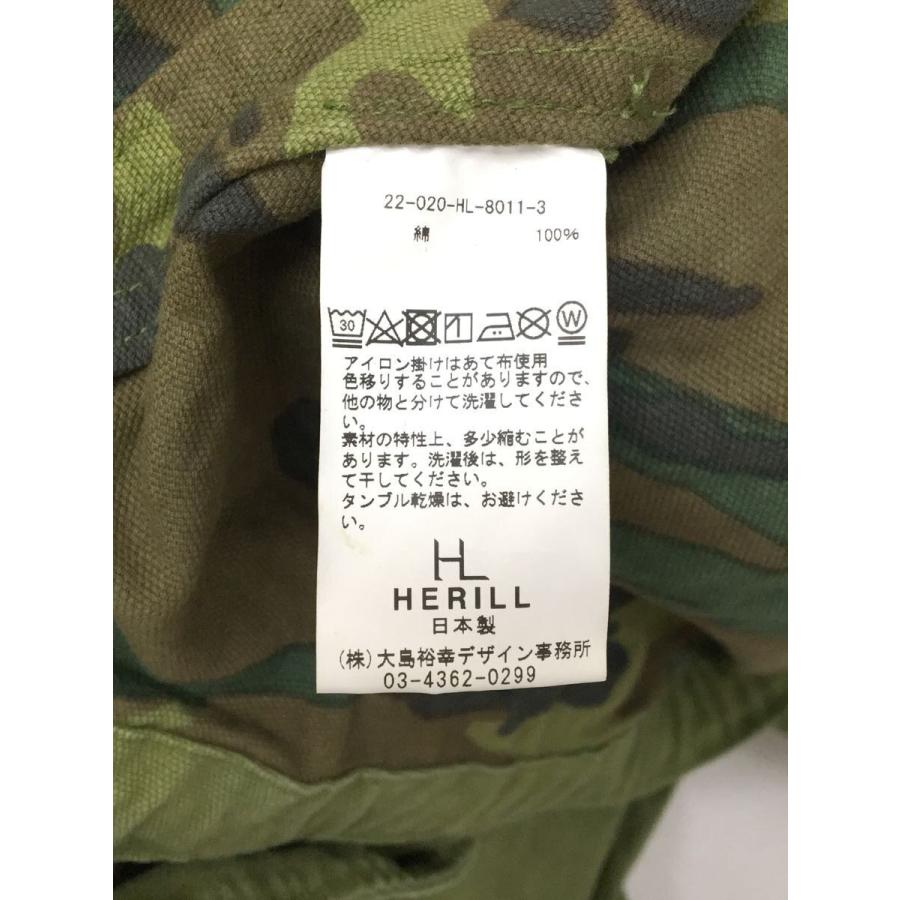 22-020-HL-8011-3
綿 100%
30 W
アイロン掛けはあて布使用
色移りすることがありますので、
他の物と分けて洗濯してくださ
い。
素材の特性上、多少縮むことが
あります。洗濯後は、形を整え
て干してください。
タンブル乾燥は、お避けくださ
い。
HL
HERILL
日本製
(株)大島裕幸デザイン事務所
03-4362-0299